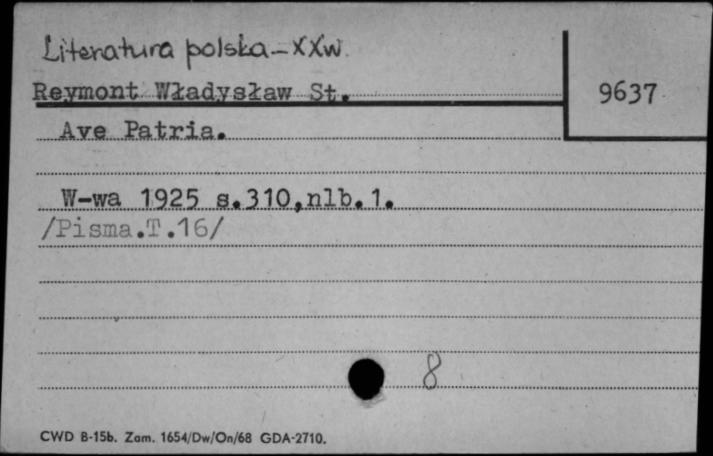 Literatura polska - XXw.
Reymont Władysław St.
9637
Ave Patria.
W-wa 1925 s.310,nlb.1.
/Pisma.T.16/
8
CWD B-15b. Zam. 1654/Dw/On/68 GDA-2710.